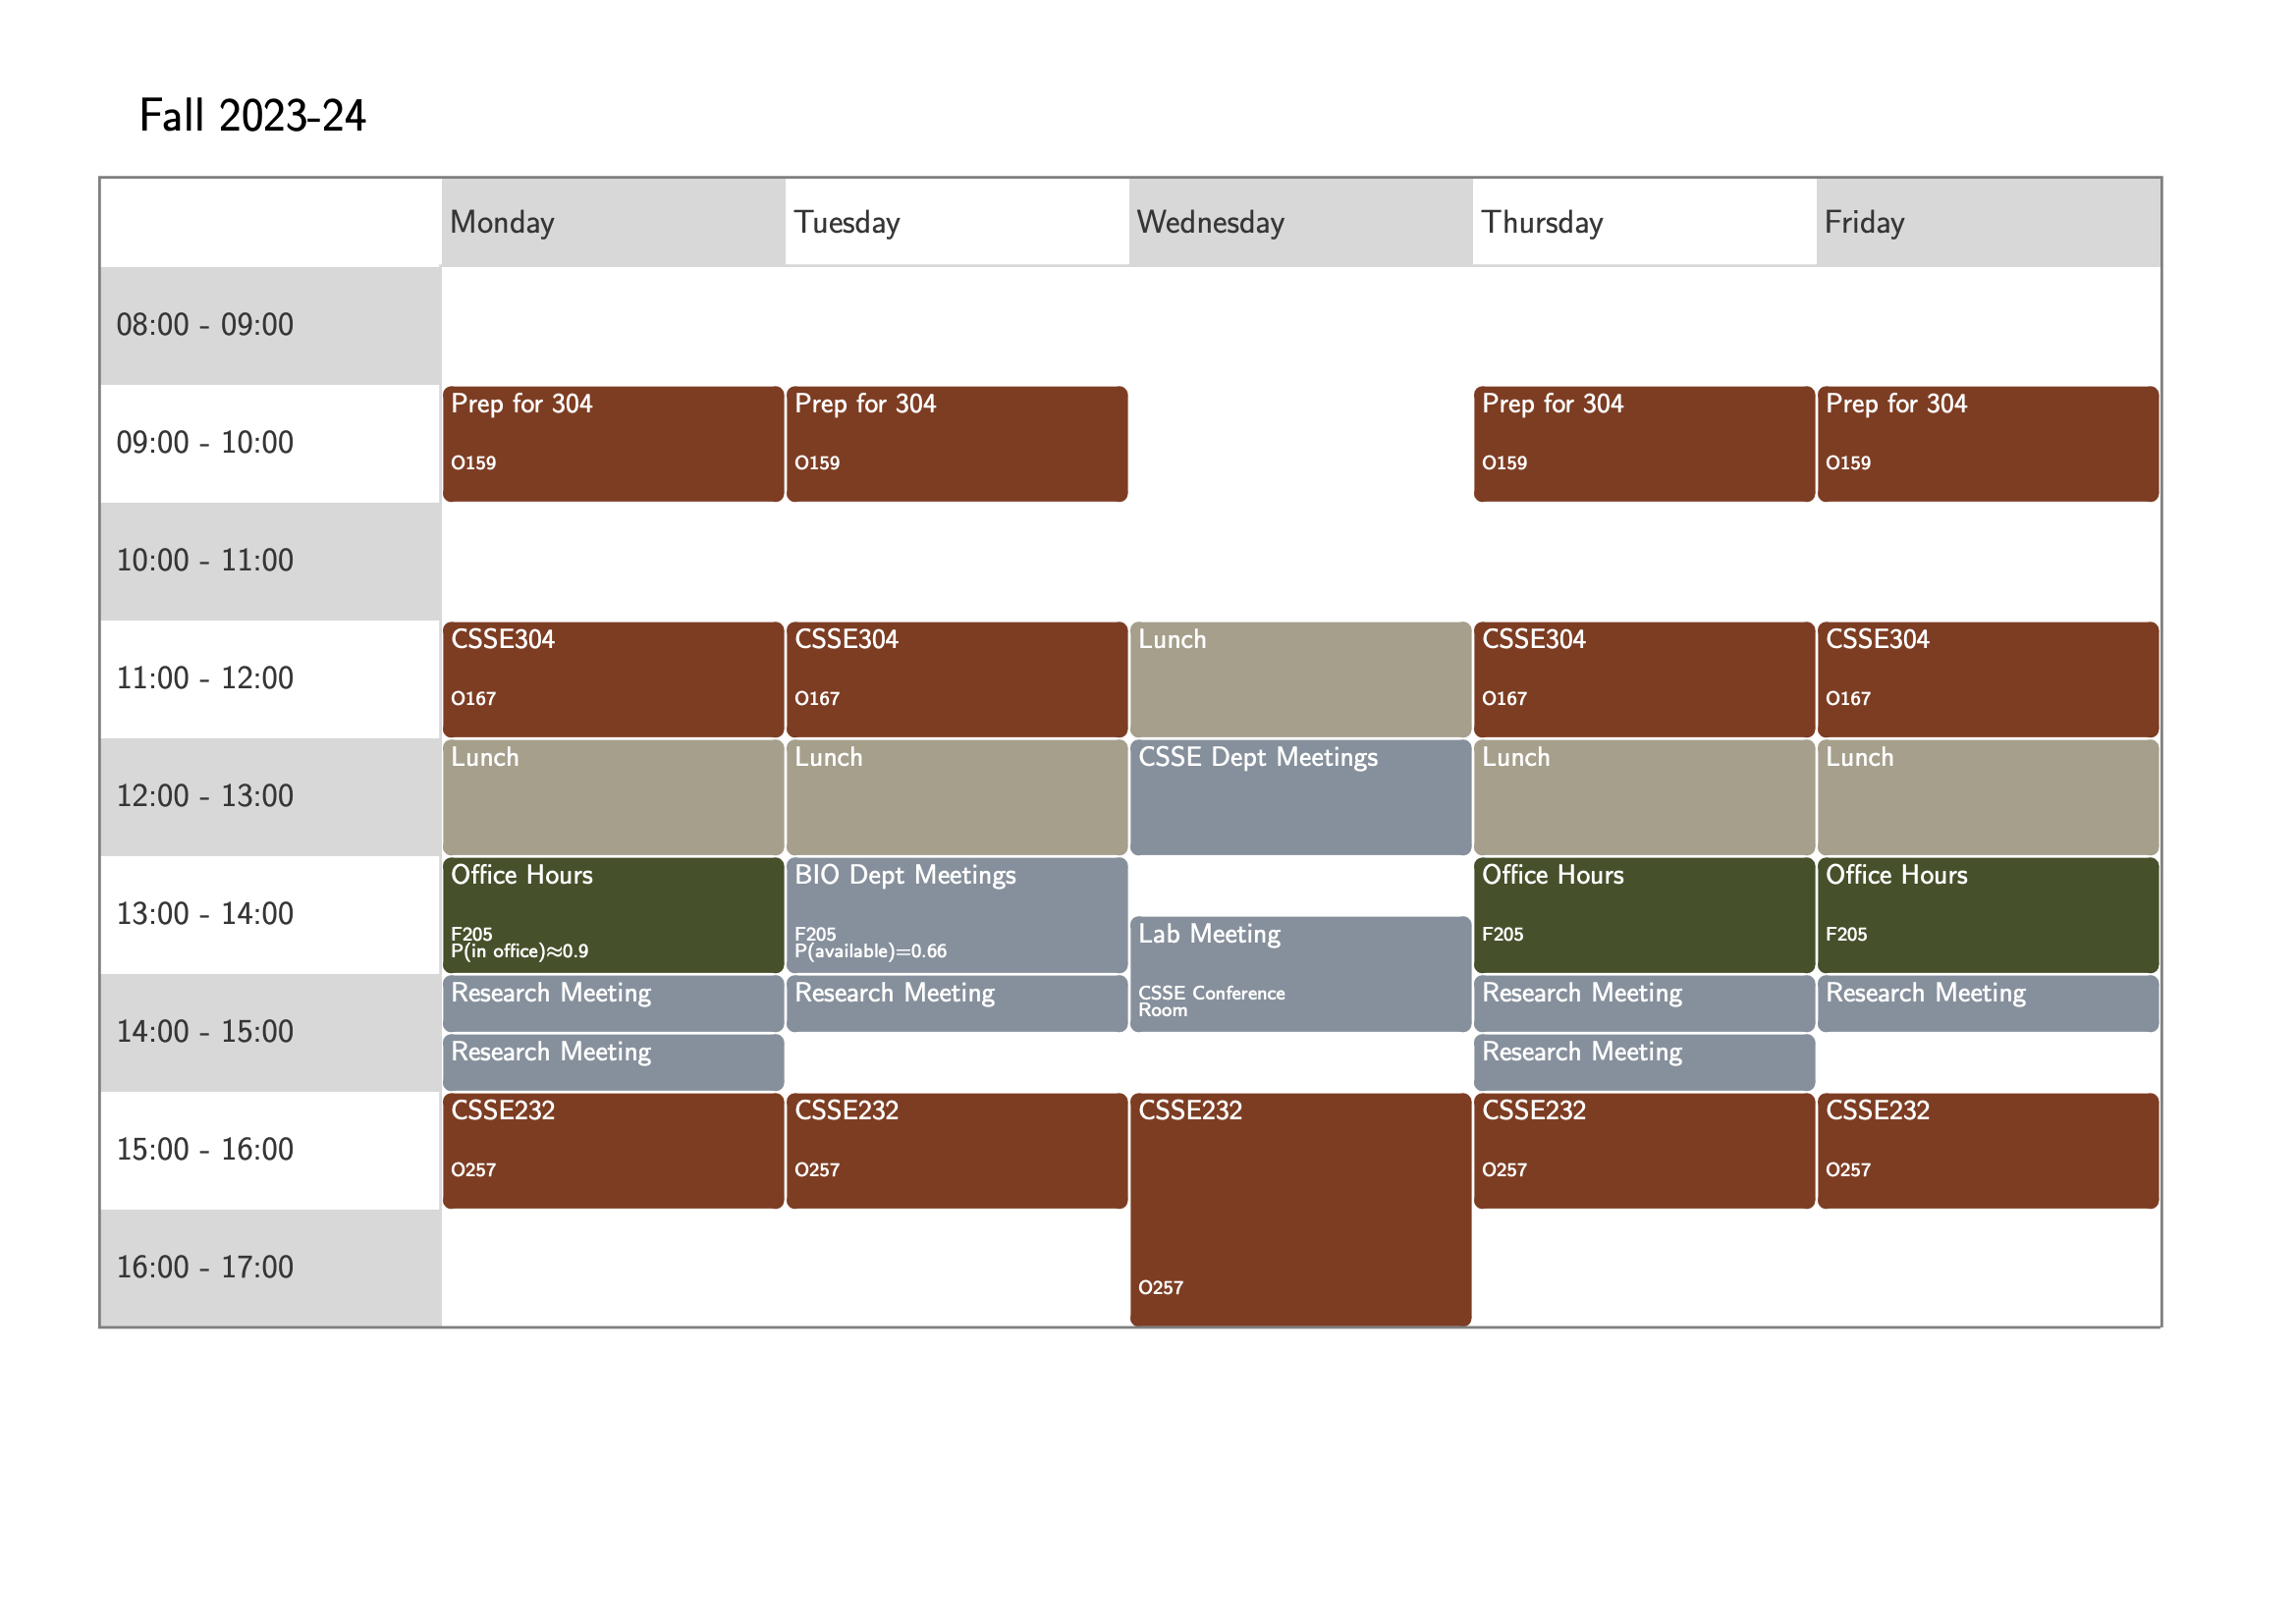 Fall 2023-24
Monday Tuesday Wednesday Thursday Friday
08:00 - 09:00
09:00 - 10:00
Prep for 304
O159
Prep for 304
O159
Prep for 304
O159
Prep for 304
O159
10:00 - 11:00
11:00 - 12:00
CSSE304
O167
CSSE304
O167
Lunch
CSSE304
O167
CSSE304
O167
12:00 - 13:00
Lunch
Lunch
CSSE Dept Meetings
Lunch
Lunch
13:00 - 14:00
Office Hours
F205
P(in office)≈0.9
BIO Dept Meetings
F205
P(available)=0.66
Lab Meeting
CSSE Conference
Room
Office Hours
F205
Office Hours
F205
14:00 - 15:00
Research Meeting
Research Meeting
Research Meeting
Research Meeting
Research Meeting
Research Meeting
15:00 - 16:00
CSSE232
O257
CSSE232
O257
CSSE232
O257
CSSE232
O257
CSSE232
O257
16:00 - 17:00